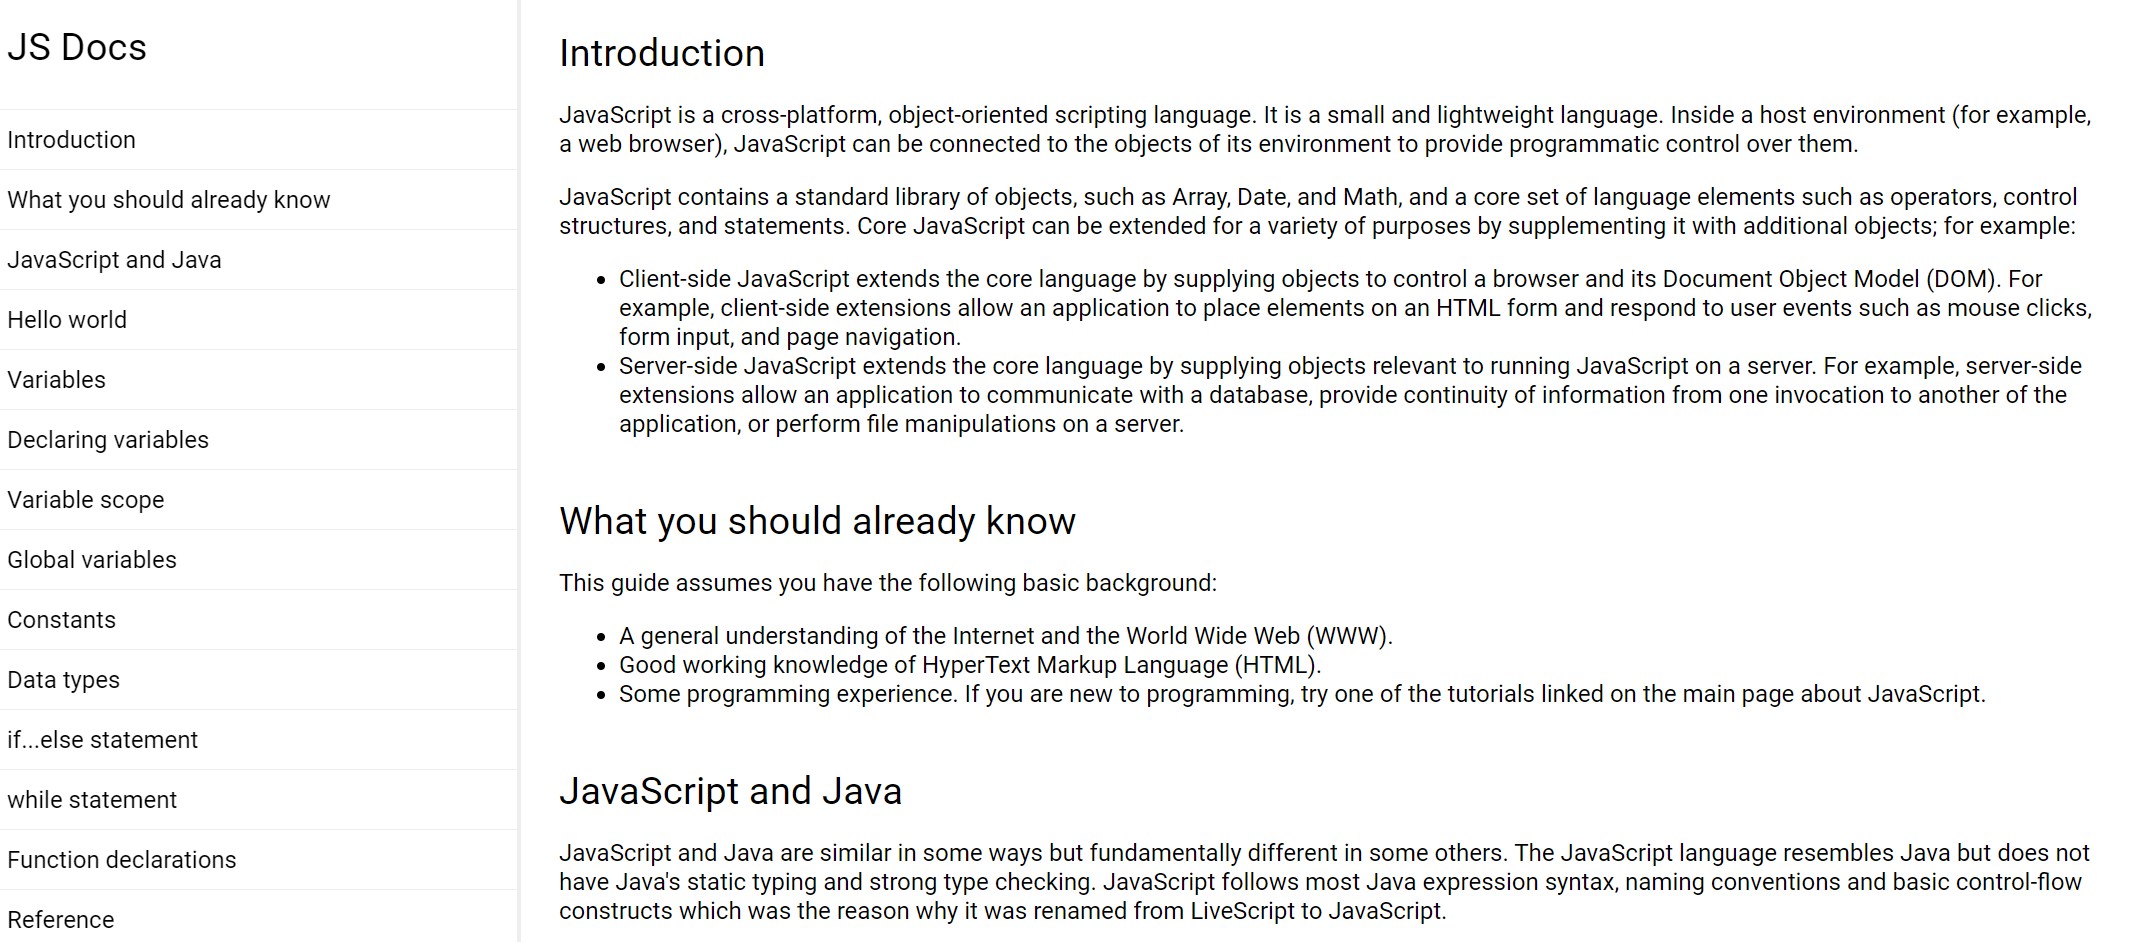 JS Docs
Introduction
What you should already know
JavaScript and Java
Hello world
Variables
Declaring variables
Variable scope
Global variables
Constants
Data types
if...else statement
while statement
Function declarations
Reference
Introduction
JavaScript is a cross-platform, object-oriented scripting language. It is a small and lightweight language. Inside a host environment (for example,
a web browser), JavaScript can be connected to the objects of its environment to provide programmatic control over them.
JavaScript contains a standard library of objects, such as Array, Date, and Math, and a core set of language elements such as operators, control
structures, and statements. Core JavaScript can be extended for a variety of purposes by supplementing it with additional objects; for example:
• Client-side JavaScript extends the core language by supplying objects to control a browser and its Document Object Model (DOM). For
example, client-side extensions allow an application to place elements on an HTML form and respond to user events such as mouse clicks,
form input, and page navigation.
• Server-side JavaScript extends the core language by supplying objects relevant to running JavaScript on a server. For example, server-side
extensions allow an application to communicate with a database, provide continuity of information from one invocation to another of the
application, or perform file manipulations on a server.
What you should already know
This guide assumes you have the following basic background:
• A general understanding of the Internet and the World Wide Web (WWW).
• Good working knowledge of HyperText Markup Language (HTML).
• Some programming experience. If you are new to programming, try one of the tutorials linked on the main page about JavaScript.
JavaScript and Java
JavaScript and Java are similar in some ways but fundamentally different in some others. The JavaScript language resembles Java but does not
have Java's static typing and strong type checking. JavaScript follows most Java expression syntax, naming conventions and basic control-flow
constructs which was the reason why it was renamed from LiveScript to JavaScript.